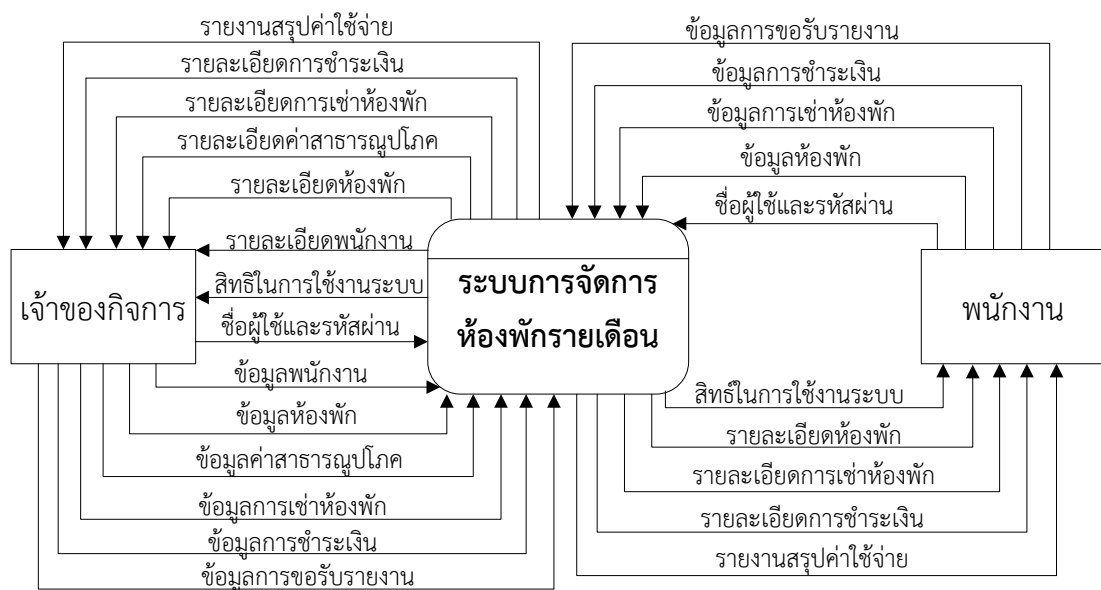 รายงานสรุปค่าใช้จ่าย
รายละเอียดการชำระเงิน
รายละเอียดการเช่าห้องพัก
รายละเอียดค่าสาธารณูปโภค
รายละเอียดห้องพัก
รายละเอียดพนักงาน
สิทธิในการใช้งานระบบ
ชื่อผู้ใช้และรหัสผ่าน
ข้อมูลพนักงาน
ข้อมูลห้องพัก
ข้อมูลค่าสาธารณูปโภค
ข้อมูลการเช่าห้องพัก
ข้อมูลการชำระเงิน
ข้อมูลการขอรับรายงาน
เจ้าของกิจการ
ระบบการจัดการ
ห้องพักรายเดือน
ข้อมูลการขอรับรายงาน
ข้อมูลการชำระเงิน
ข้อมูลการเช่าห้องพัก
ข้อมูลห้องพัก
ชื่อผู้ใช้และรหัสผ่าน
พนักงาน
สิทธ์ในการใช้งานระบบ
รายละเอียดห้องพัก
รายละเอียดการเช่าห้องพัก
รายละเอียดการชำระเงิน
รายงานสรุปค่าใช้จ่าย